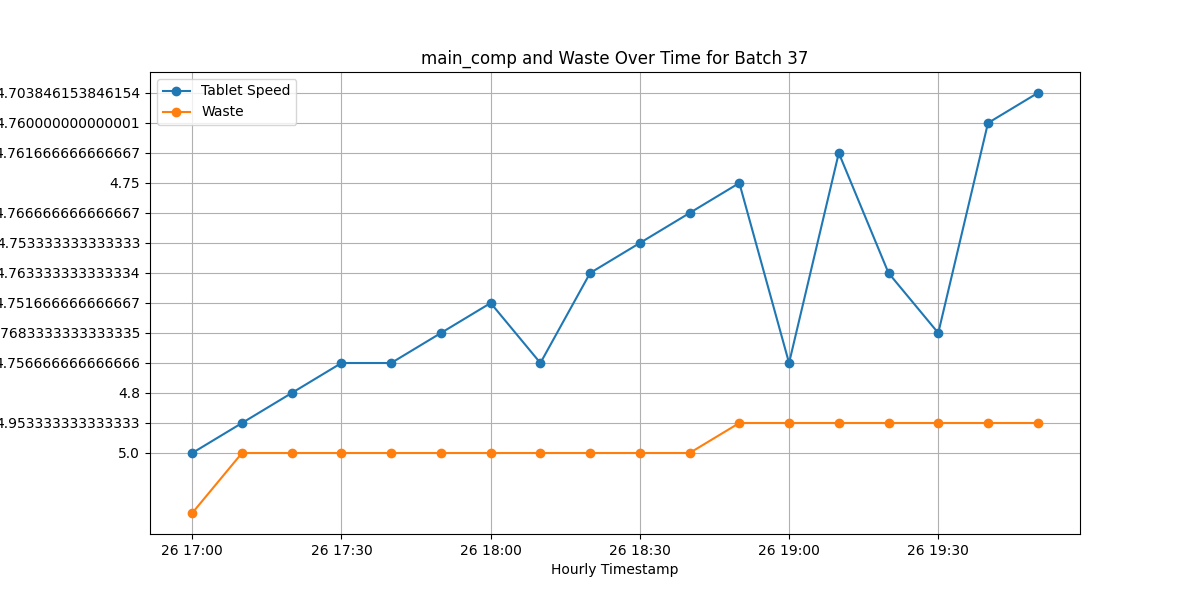 main_comp and Waste Over Time for Batch 37
Tablet Speed
Waste
4.703846153846154
4.760000000000001
4.761666666666667
4.75
4.766666666666667
4.753333333333333
4.763333333333334
4.751666666666667
7683333333333335
4.756666666666666
4.8
4.953333333333333
5.0
26 17:00 26 17:30 26 18:00 26 18:30 26 19:00 26 19:30
Hourly Timestamp